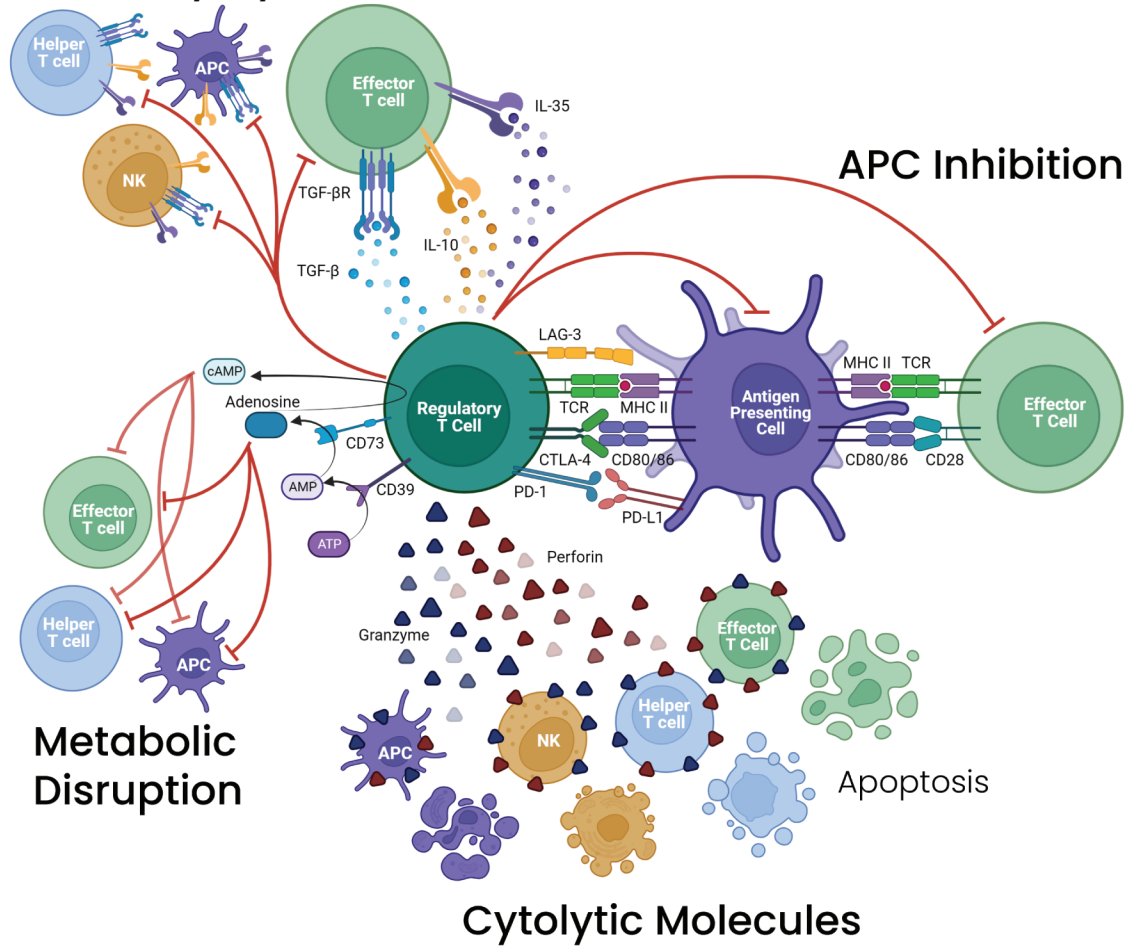 Helper
T cell
APC
Effector
T cell
IL-35
NK
TGF-βR
IL-10
TGF-β
APC Inhibition
LAG-3
cAMP
Adenosine
CD73
AMP
CD39
ATP
Regulatory
T Cell
TCR
MHC II
CTLA-4
CD80/86
PD-1
PD-L1
Antigen
Presenting
Cell
MHC II
TCR
CD80/86
CD28
Effector
T cell
Effector
T cell
Helper
T cell
APC
Metabolic
Disruption
Perforin
Granzyme
Effector
T Cell
Helper
T cell
NK
APC
Apoptosis
Cytolytic Molecules